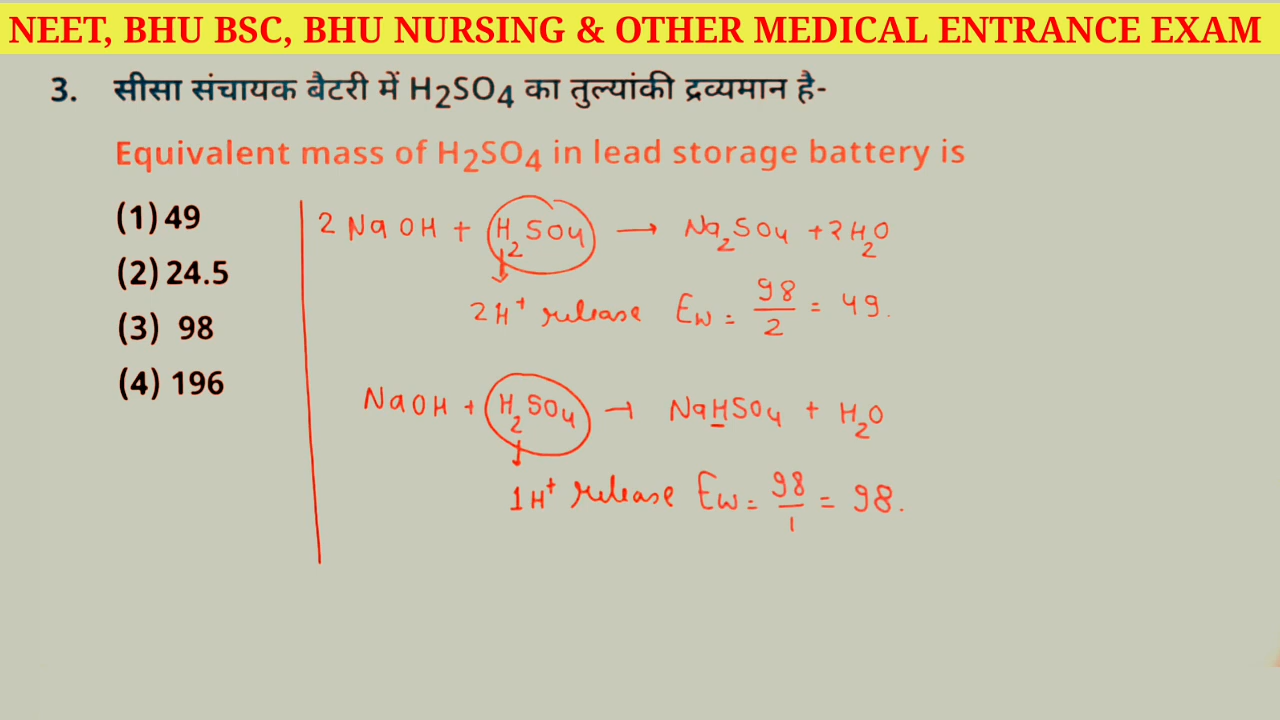 NEET, BHU BSC, BHU NURSING & OTHER MEDICAL ENTRANCE EXAM
3. सीसा संचायक बैटरी में H₂SO₄ का तुल्यांकी द्रव्यमान है-
Equivalent mass of H₂SO₄ in lead storage battery is
(1) 49
(2) 24.5
(3) 98
(4) 196
2 NaOH + H₂SO₄ → Na₂SO₄ + 2H₂O
2H⁺ release Ew = 98/2 = 49.
NaOH + H₂SO₄ → NaHSO₄ + H₂O
1H⁺ release Ew = 98/1 = 98.